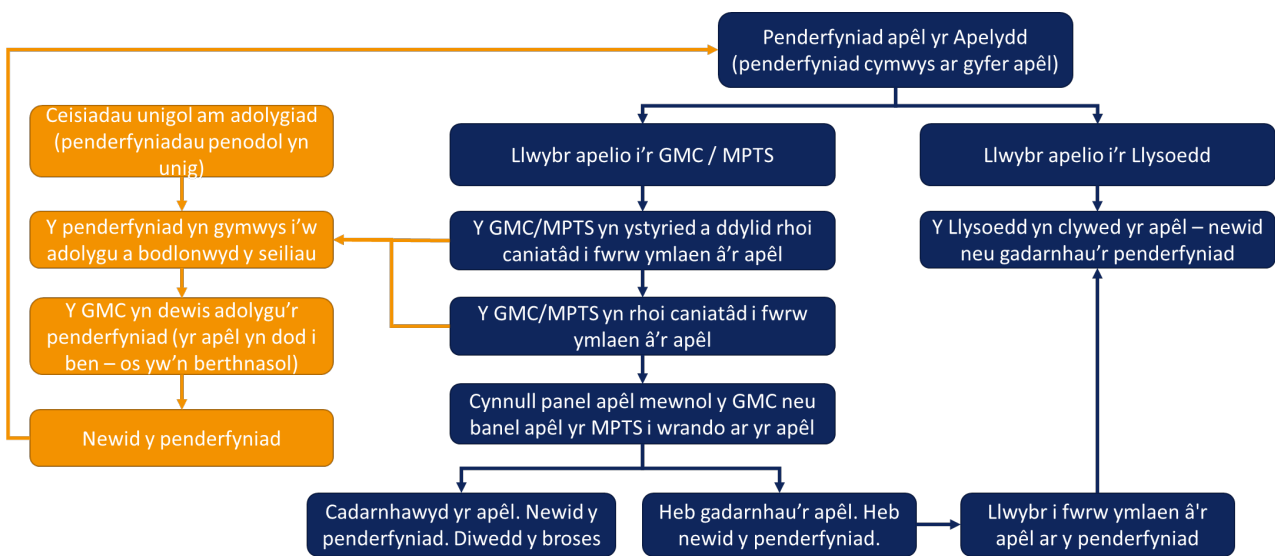 Penderfyniad apêl yr Apelydd
(penderfyniad cymwys ar gyfer apêl)
Ceisiadau unigol am adolygiad
(penderfyniadau penodol yn
unig)
Llwybr apelio i'r GMC / MPTS
Llwybr apelio i'r Llysoedd
Y penderfyniad yn gymwys i'w
adolygu a bodlonwyd y seiliau
Y GMC/MPTS yn ystyried a ddylid rhoi
caniatâd i fwrw ymlaen â'r apêl
Y Llysoedd yn clywed yr apêl – newid
neu gadarnhau'r penderfyniad
Y GMC yn dewis adolygu'r
penderfyniad (yr apêl yn dod i
ben – os yw'n berthnasol)
Y GMC/MPTS yn rhoi caniatâd i fwrw
ymlaen â'r apêl
Newid y penderfyniad
Cynnull panel apêl mewnol y GMC neu
banel apêl yr MPTS i wrando ar yr apêl
Cadarnhawyd yr apêl. Newid y
penderfyniad. Diwedd y broses
Heb gadarnhau'r apêl. Heb
newid y penderfyniad.
Llwybr i fwrw ymlaen â'r
apêl ar y penderfyniad